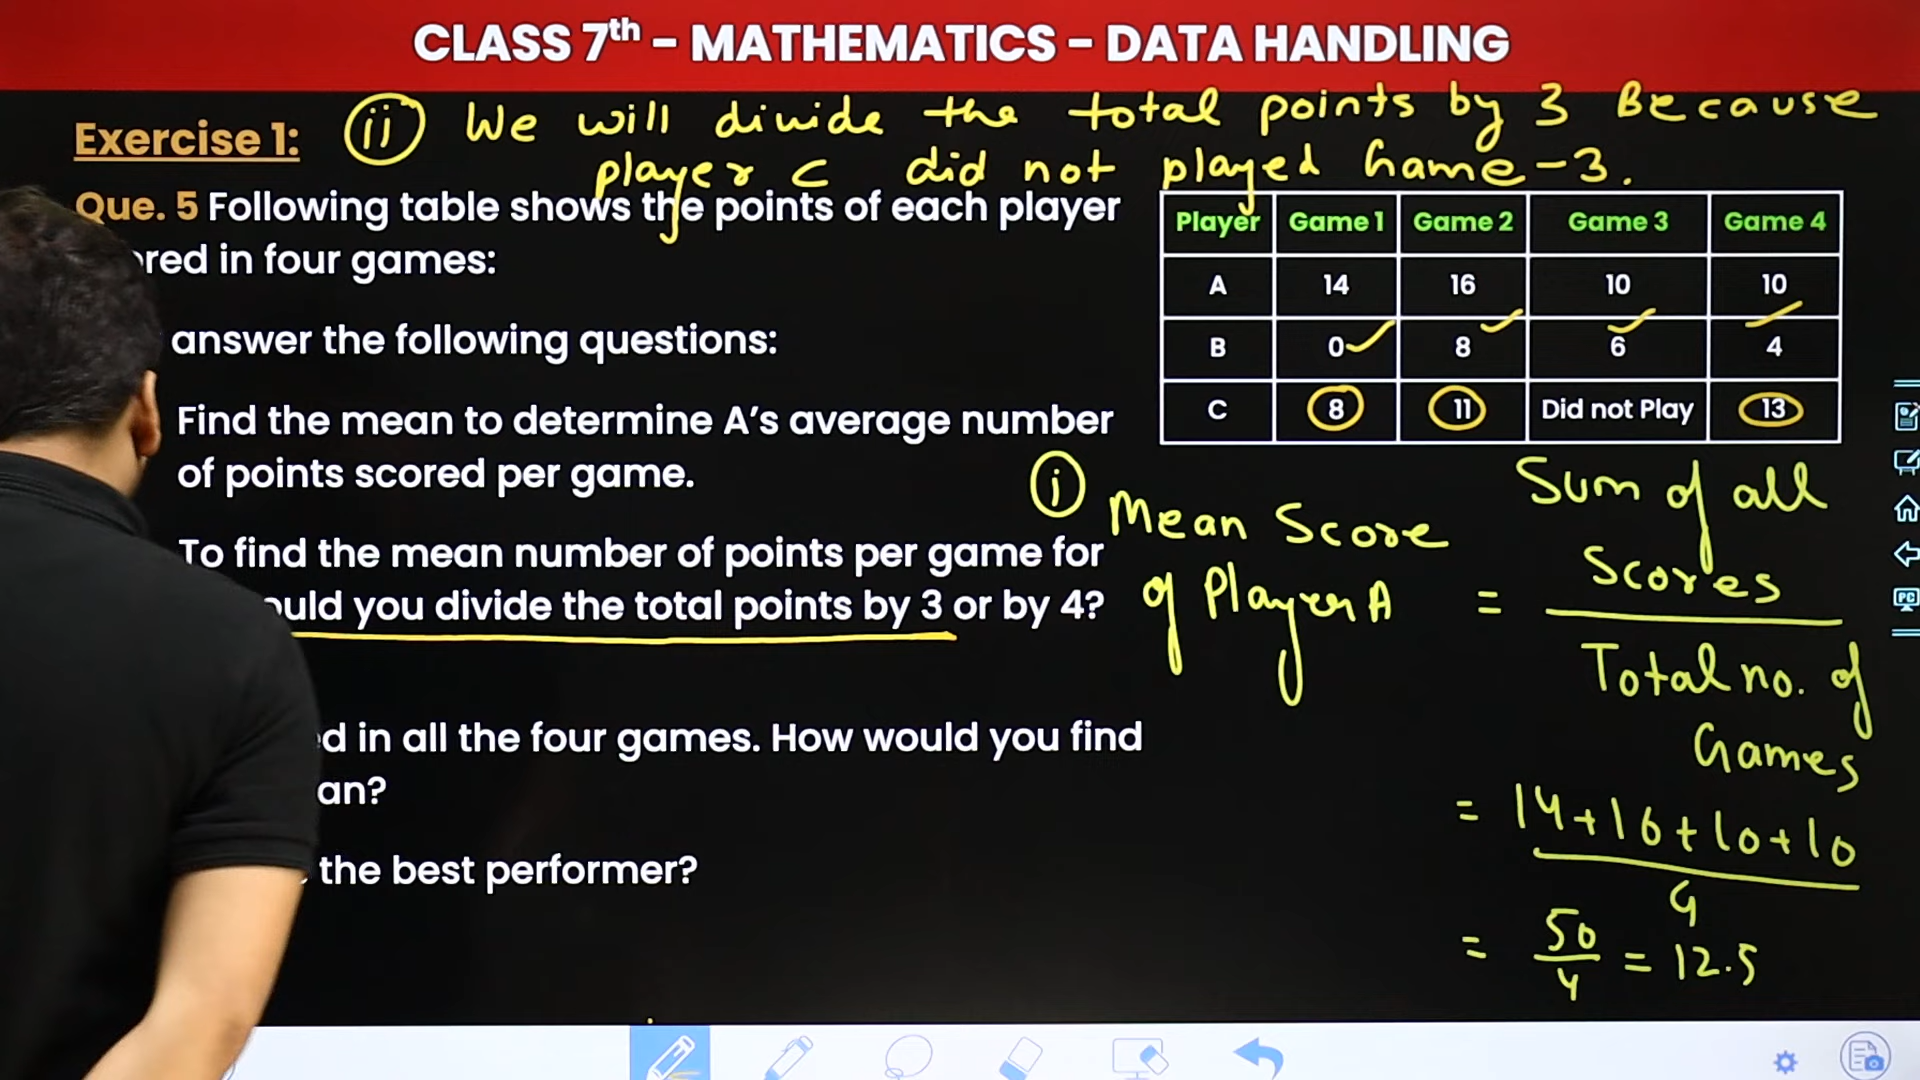 CLASS 7th - MATHEMATICS - DATA HANDLING
Exercise 1:
(ii) We will divide the total points by 3 Because
player C did not played Game-3.
Que. 5 Following table shows the points of each player
ored in four games:
answer the following questions:
Find the mean to determine A's average number
of points scored per game.
To find the mean number of points per game for
ould you divide the total points by 3 or by 4?
ed in all the four games. How would you find
an?
the best performer?
Player Game 1 Game 2 Game 3 Game 4
A 14 16 10 10
B 0 8 6 4
C 8 11 Did not Play 13
(i) Mean Score
of Player A
= Sum of all
Scores
Total no. of
Games
= 14+16+10+10
4
= 50/4 = 12.5
PC